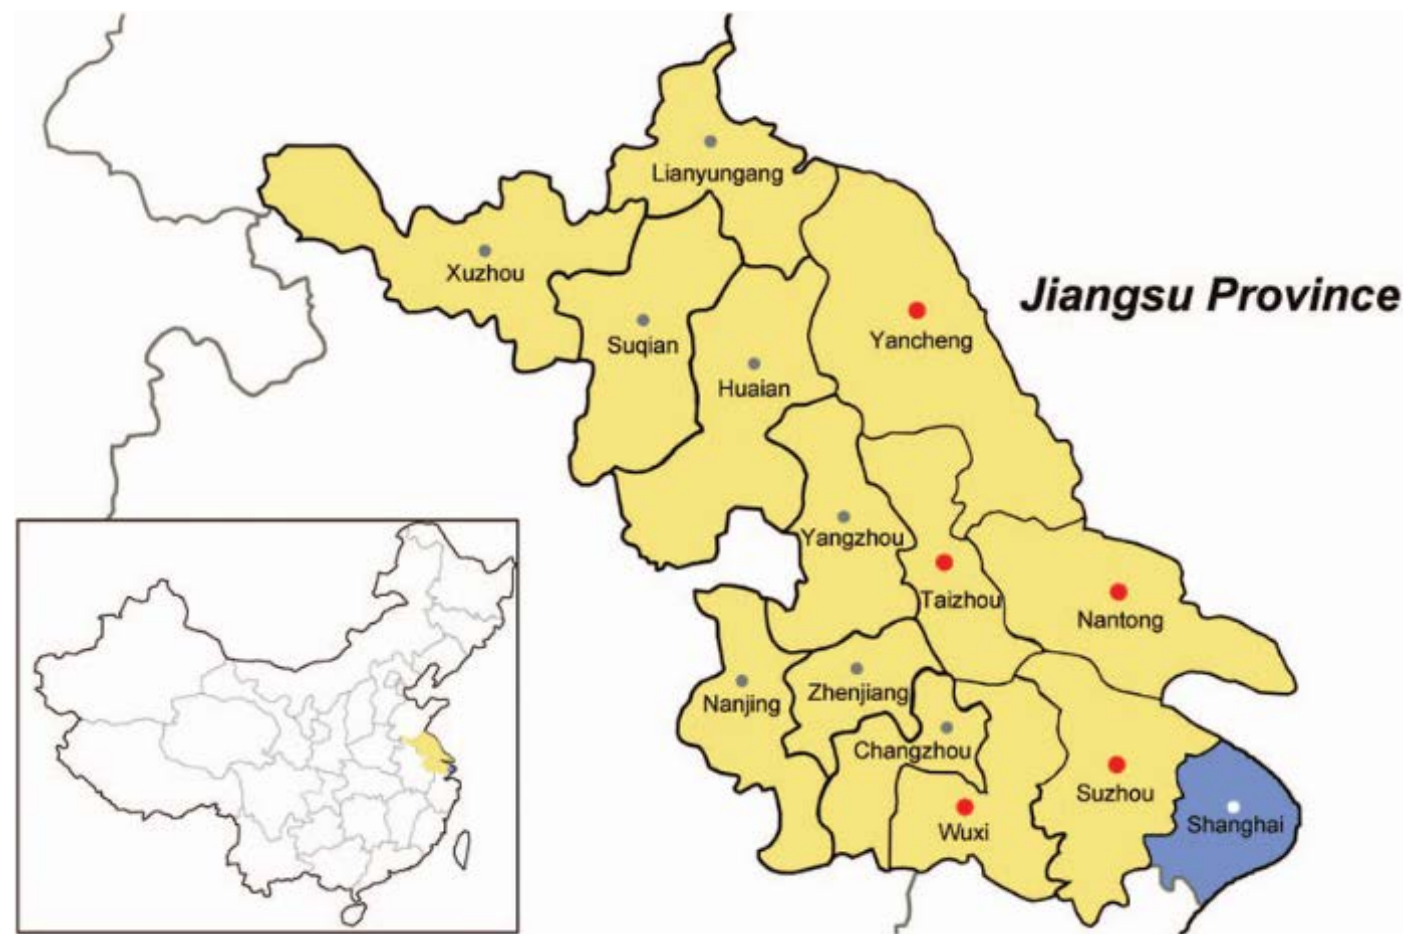 Lianyungang
Xuzhou
Jiangsu Province
Yancheng
Suqian
Huaian
Yangzhou
Taizhou
Nantong
Nanjing
Zhenjiang
Changzhou
Suzhou
Wuxi
Shanghai